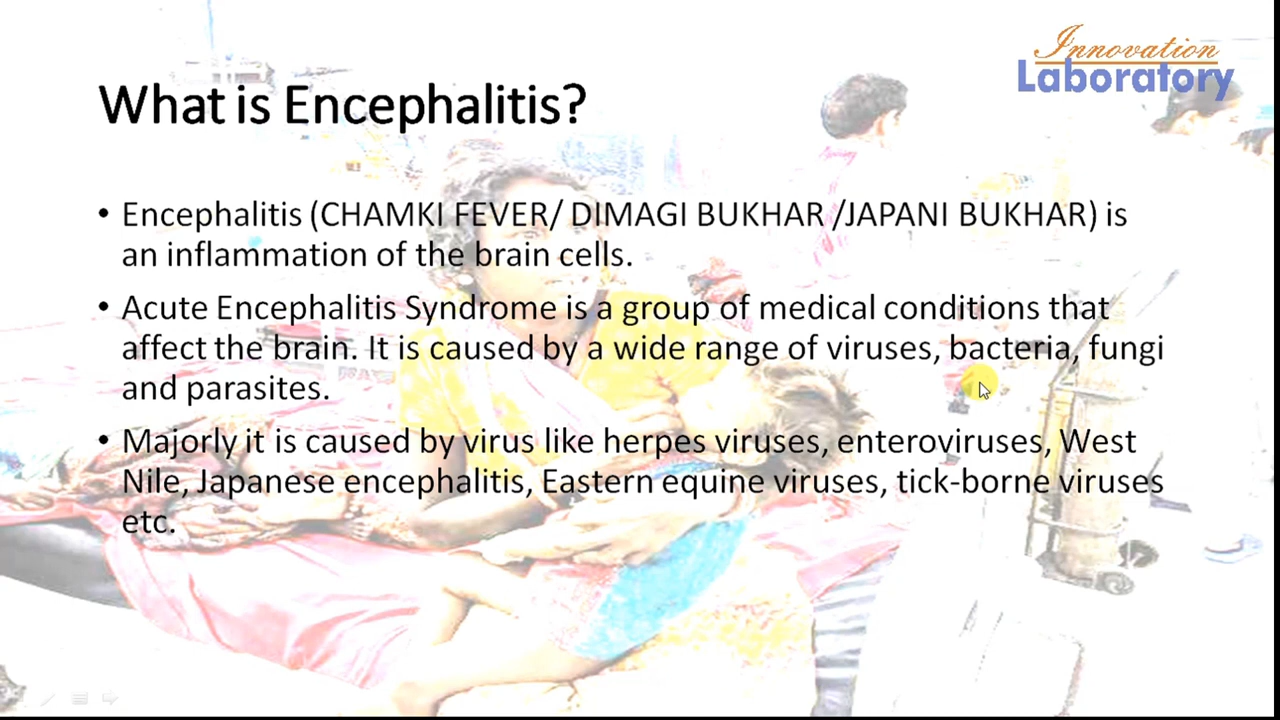 Innovation
Laboratory
What is Encephalitis?
• Encephalitis (CHAMKI FEVER/ DIMAGI BUKHAR /JAPANI BUKHAR) is
an inflammation of the brain cells.
• Acute Encephalitis Syndrome is a group of medical conditions that
affect the brain. It is caused by a wide range of viruses, bacteria, fungi
and parasites.
• Majorly it is caused by virus like herpes viruses, enteroviruses, West
Nile, Japanese encephalitis, Eastern equine viruses, tick-borne viruses
etc.